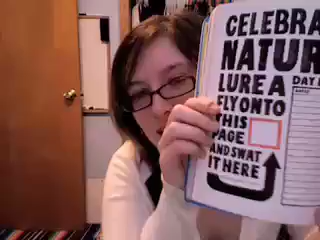 CELEBRA
NATUR
LURE A
FLY ONTO
THIS
PAGE
AND SWAT
IT HERE
DAY